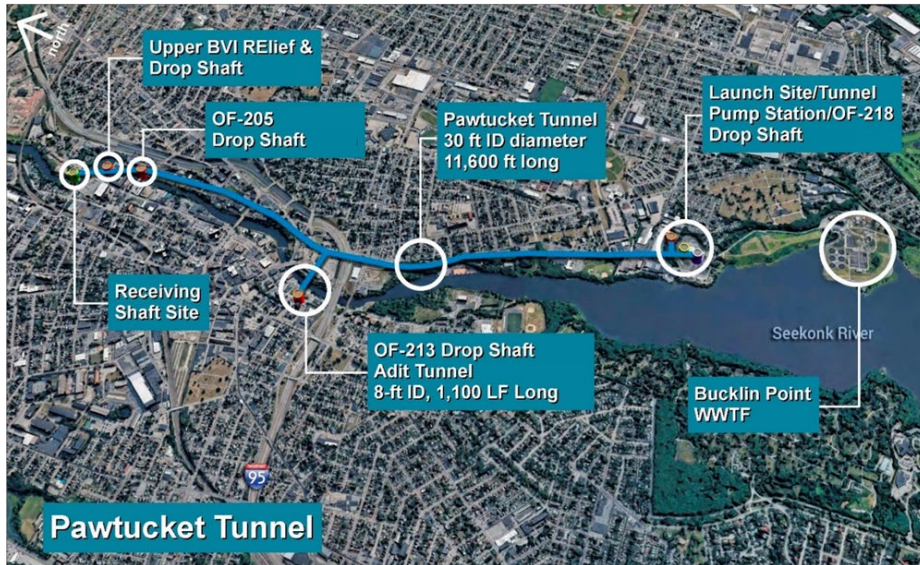 north
Upper BVI RElief &
Drop Shaft
OF-205
Drop Shaft
Pawtucket Tunnel
30 ft ID diameter
11,600 ft long
Launch Site/Tunnel
Pump Station/OF-218
Drop Shaft
Receiving
Shaft Site
OF-213 Drop Shaft
Adit Tunnel
8-ft ID, 1,100 LF Long
Seekonk River
Bucklin Point
WWTF
95
Pawtucket Tunnel